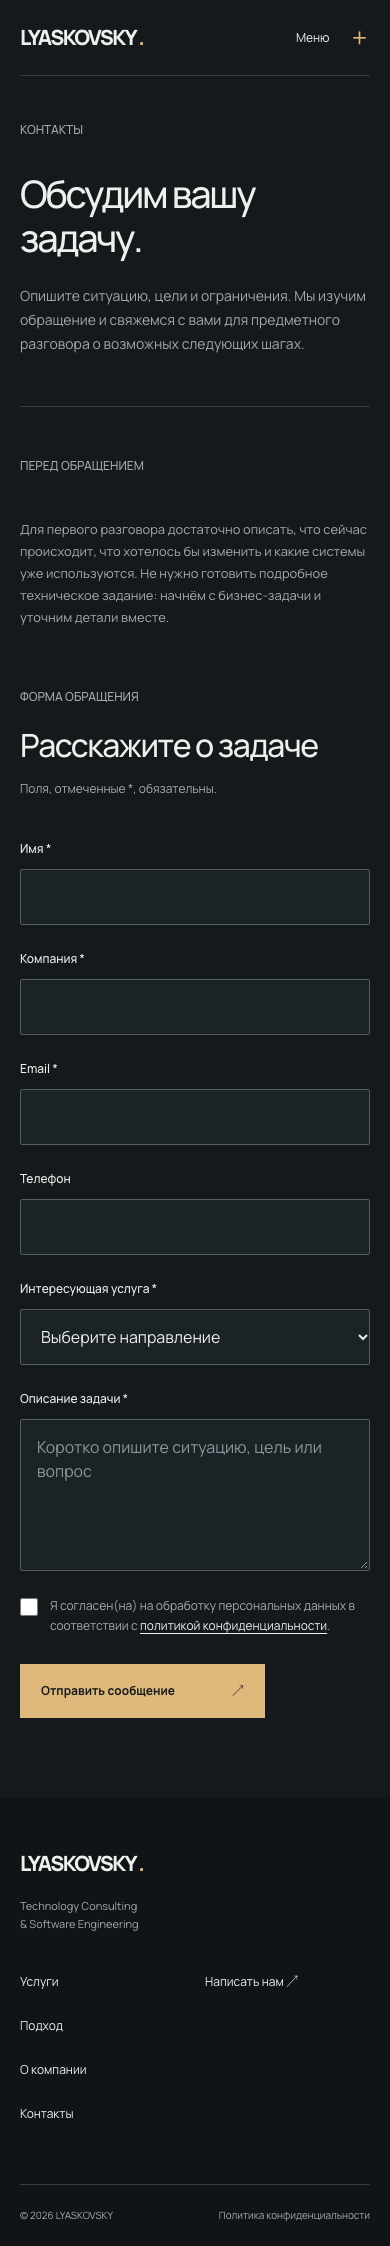 LYASKOVSKY.
Меню +
КОНТАКТЫ
Обсудим вашу
задачу.
Опишите ситуацию, цели и ограничения. Мы изучим
обращение и свяжемся с вами для предметного
разговора о возможных следующих шагах.
ПЕРЕД ОБРАЩЕНИЕМ
Для первого разговора достаточно описать, что сейчас
происходит, что хотелось бы изменить и какие системы
уже используются. Не нужно готовить подробное
техническое задание: начнём с бизнес-задачи и
уточним детали вместе.
ФОРМА ОБРАЩЕНИЯ
Расскажите о задаче
Поля, отмеченные *, обязательны.
Имя *
Компания *
Email *
Телефон
Интересующая услуга *
Выберите направление
Описание задачи *
Коротко опишите ситуацию, цель или
вопрос
Я согласен(на) на обработку персональных данных в
соответствии с политикой конфиденциальности.
Отправить сообщение ↗
LYASKOVSKY.
Technology Consulting
& Software Engineering
Услуги
Написать нам ↗
Подход
О компании
Контакты
© 2026 LYASKOVSKY
Политика конфиденциальности